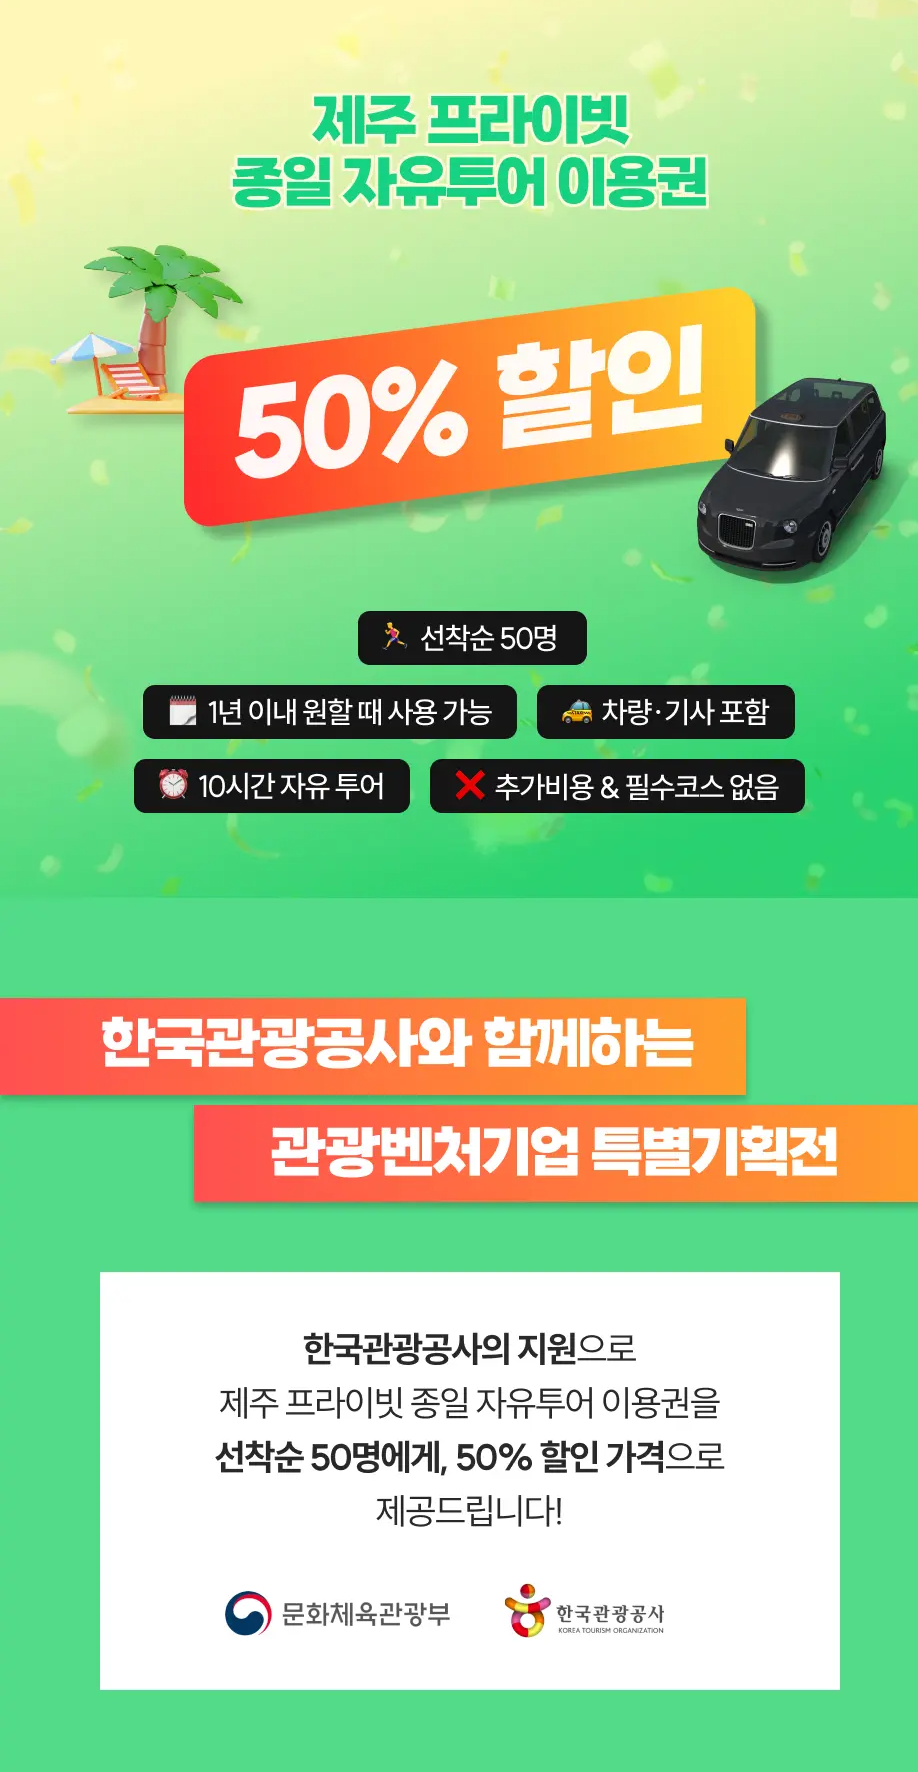 제주 프라이빗
종일 자유투어 이용권
50% 할인
선착순 50명
1년 이내 원할 때 사용 가능
차량·기사 포함
10시간 자유 투어
추가비용 & 필수코스 없음
한국관광공사와 함께하는
관광벤처기업 특별기획전
한국관광공사의 지원으로
제주 프라이빗 종일 자유투어 이용권을
선착순 50명에게, 50% 할인 가격으로
제공드립니다!
문화체육관광부
한국관광공사
KOREA TOURISM ORGANIZATION